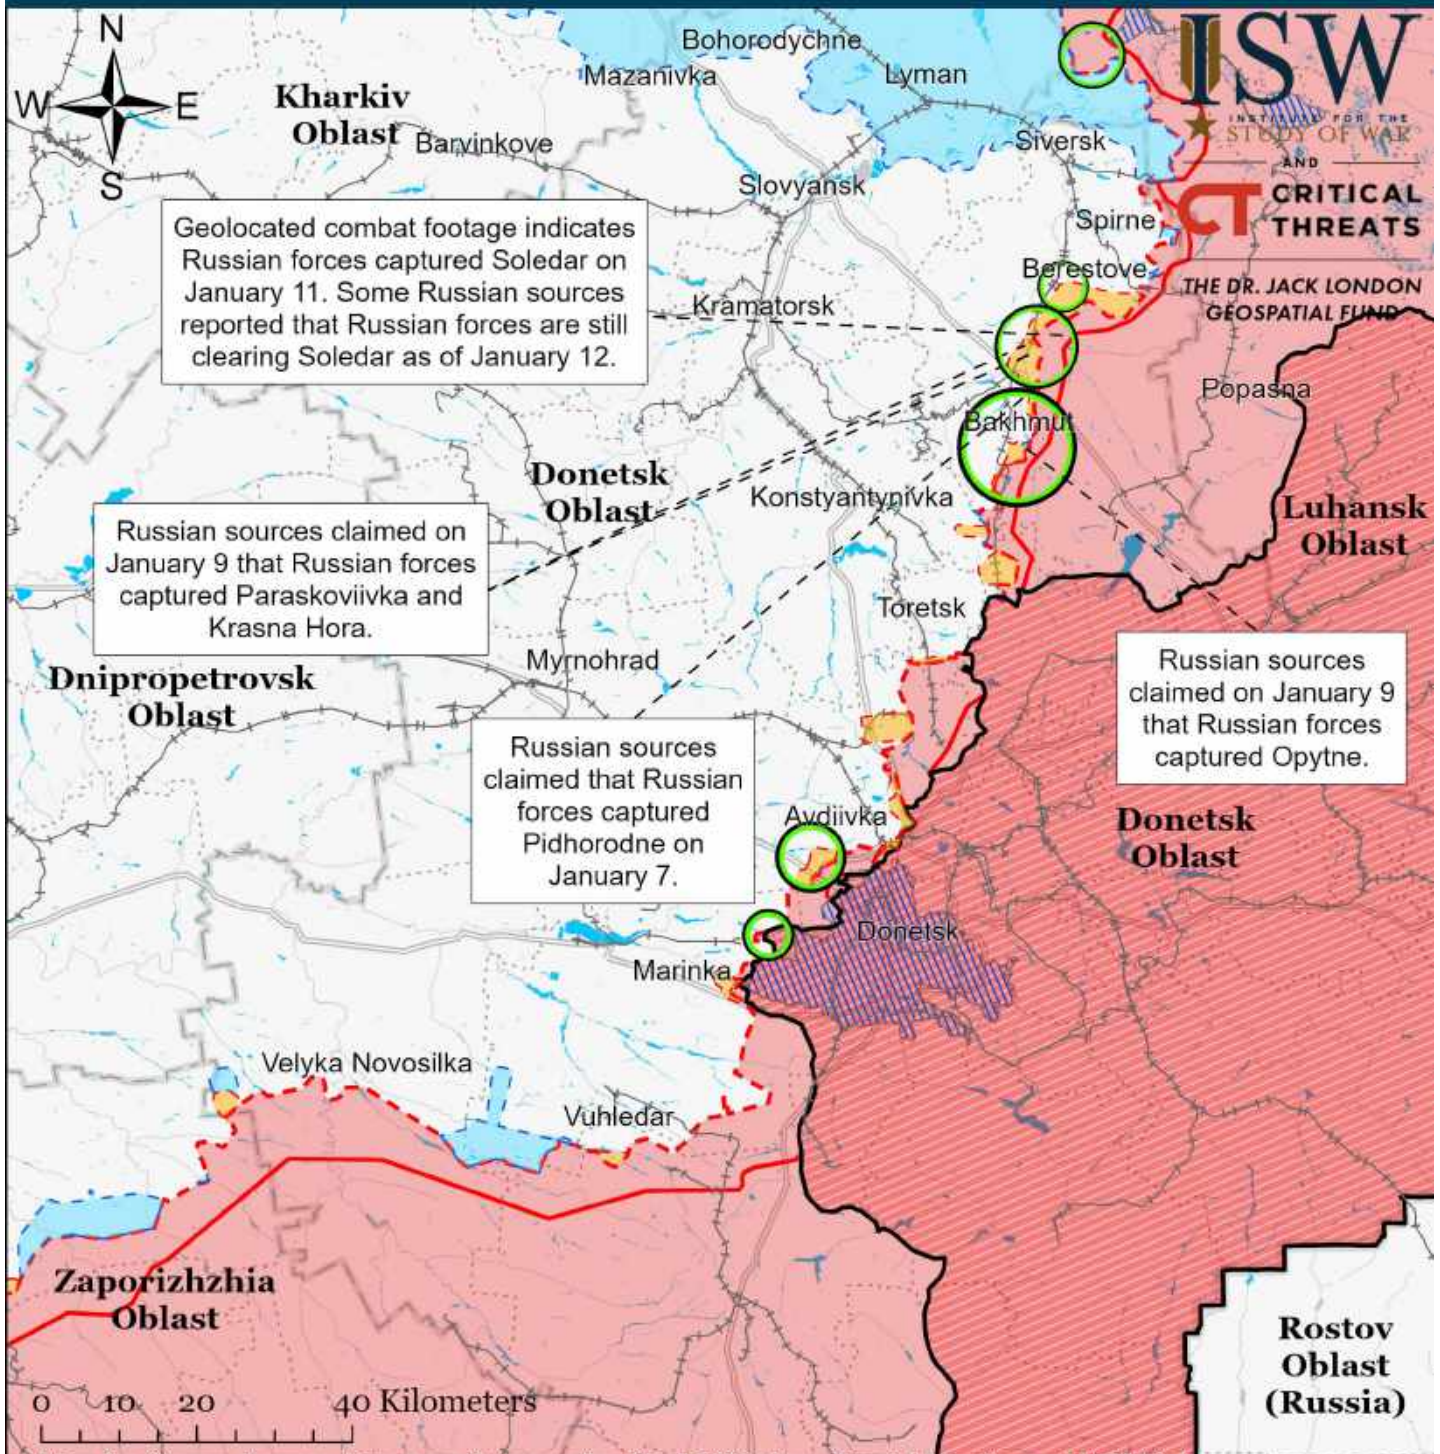 N
W
E
S
Kharkiv
Oblast
Bohorodychne
Mazanivka
Lyman
Barvinkove
Siversk
Slovyansk
Spirne
ISW
INSTITUTE FOR THE
STUDY OF WAR
AND
CT CRITICAL
THREATS
THE DR. JACK LONDON
GEOSPATIAL FUND
Geolocated combat footage indicates
Russian forces captured Soledar on
January 11. Some Russian sources
reported that Russian forces are still
clearing Soledar as of January 12.
Berestove
Kramatorsk
Popasna
Bakhmut
Donetsk
Oblast
Konstyantynivka
Luhansk
Oblast
Russian sources claimed on
January 9 that Russian forces
captured Paraskoviivka and
Krasna Hora.
Toretsk
Myrnohrad
Dnipropetrovsk
Oblast
Russian sources
claimed on January 9
that Russian forces
captured Opytne.
Russian sources
claimed that Russian
forces captured
Pidhorodne on
January 7.
Avdiivka
Donetsk
Oblast
Donetsk
Marinka
Velyka Novosilka
Vuhledar
Zaporizhzhia
Oblast
Rostov
Oblast
(Russia)
0 10 20 40 Kilometers